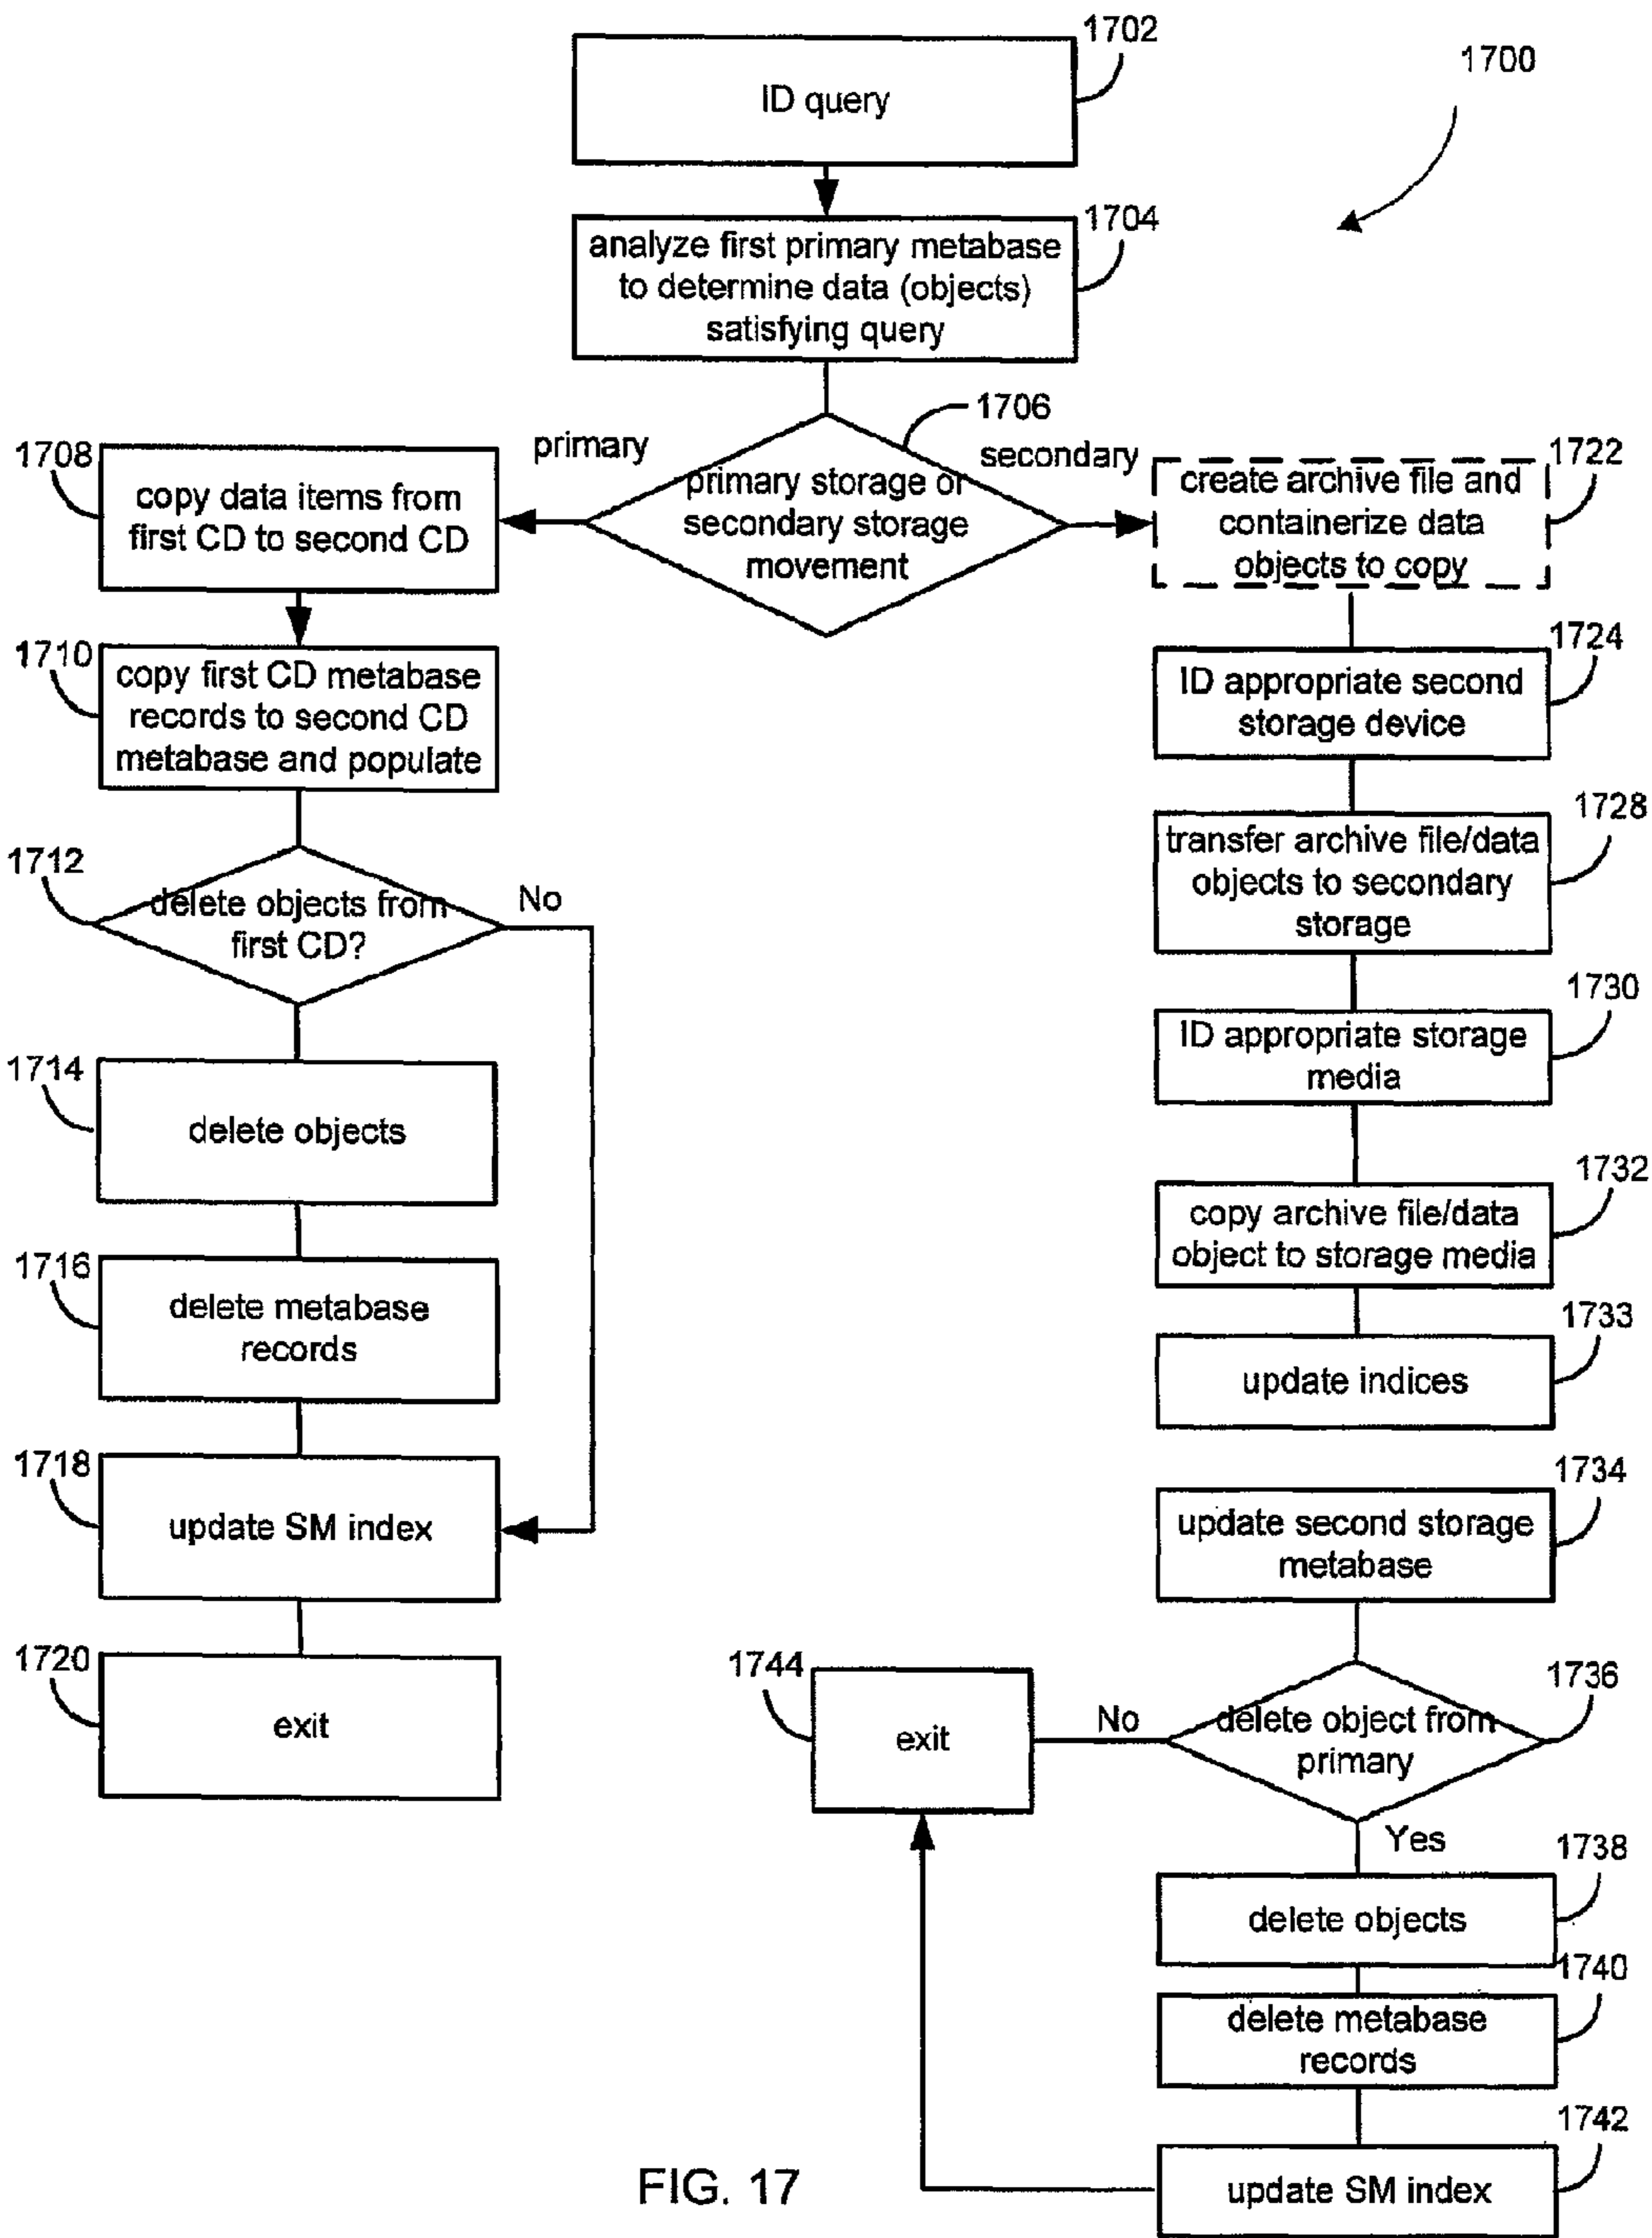 1702
ID query
1700
1704
analyze first primary metabase
to determine data (objects)
satisfying query
1706
primary
secondary
primary storage or
secondary storage
movement
1708
copy data items from
first CD to second CD
1710
copy first CD metabase
records to second CD
metabase and populate
1712
delete objects from
first CD?
No
1714
delete objects
1716
delete metabase
records
1718
update SM index
1720
exit
1722
create archive file and
containerize data
objects to copy
1724
ID appropriate second
storage device
1728
transfer archive file/data
objects to secondary
storage
1730
ID appropriate storage
media
1732
copy archive file/data
object to storage media
1733
update indices
1734
update second storage
metabase
1736
delete object from
primary
No
1744
exit
Yes
1738
delete objects
1740
delete metabase
records
1742
update SM index
FIG. 17